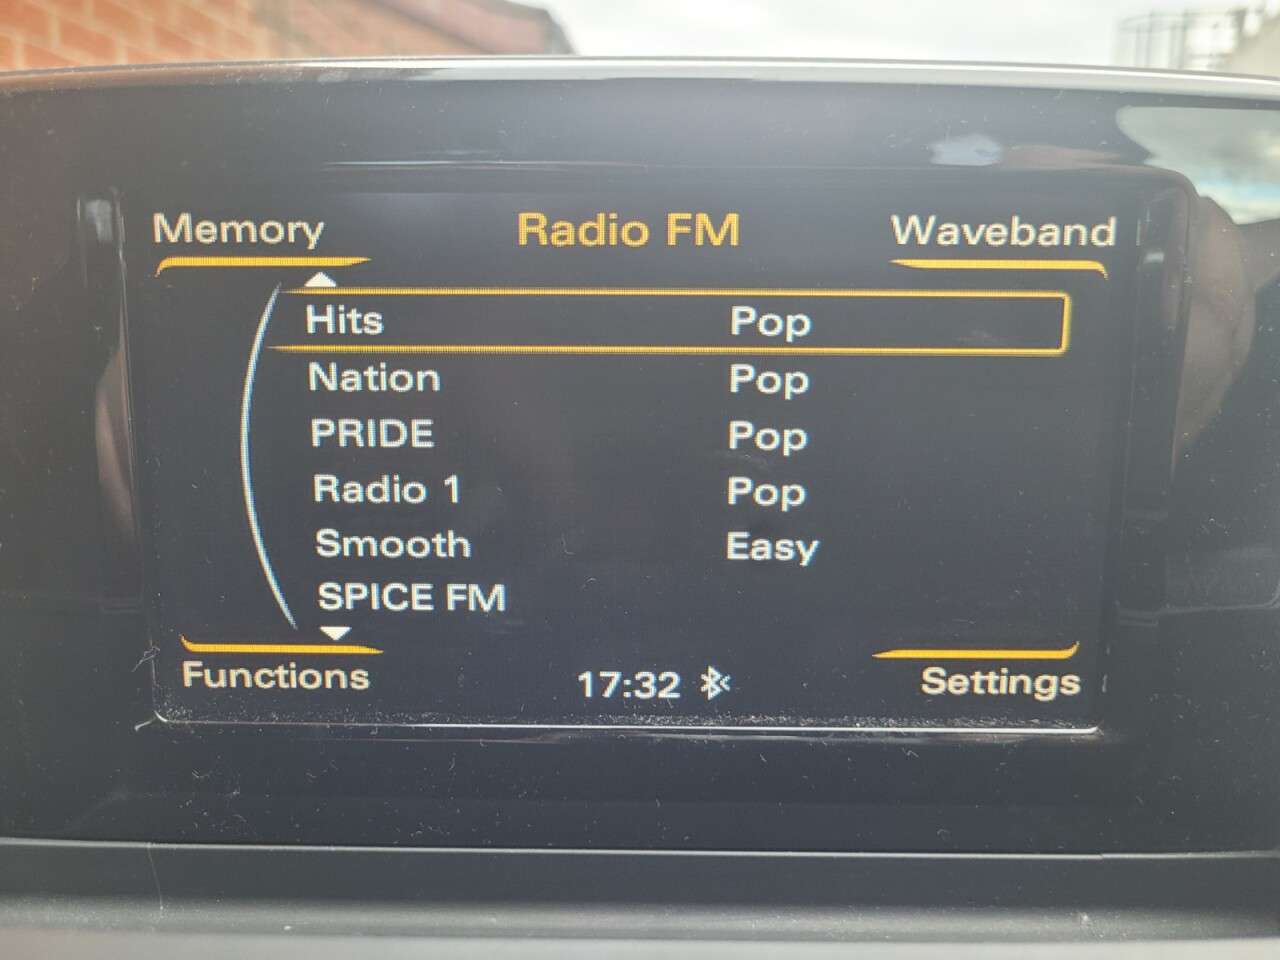 Memory Radio FM Waveband
Hits Pop
Nation Pop
PRIDE Pop
Radio 1 Pop
Smooth Easy
SPICE FM
Functions 17:32 Settings